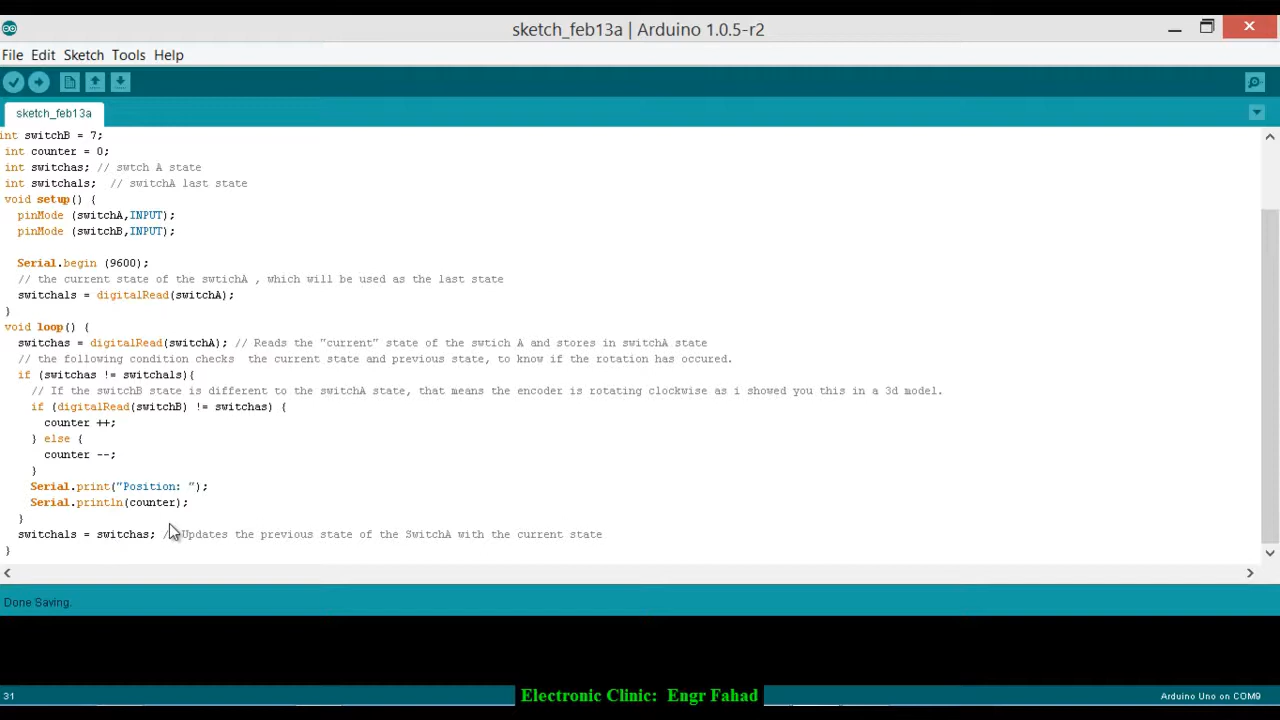 sketch_feb13a | Arduino 1.0.5-r2
File Edit Sketch Tools Help
sketch_feb13a
int switchB = 7;
int counter = 0;
int switchas; // swtch A state
int switchals;  // switchA last state
void setup() {
pinMode (switchA,INPUT);
pinMode (switchB,INPUT);
Serial.begin (9600);
// the current state of the swtichA , which will be used as the last state
switchals = digitalRead(switchA);
}
void loop() {
switchas = digitalRead(switchA); // Reads the "current" state of the swtich A and stores in switchA state
// the following condition checks  the current state and previous state, to know if the rotation has occured.
if (switchas != switchals){
// If the switchB state is different to the switchA state, that means the encoder is rotating clockwise as i showed you this in a 3d model.
if (digitalRead(switchB) != switchas) {
counter ++;
} else {
counter --;
}
Serial.print("Position: ");
Serial.println(counter);
}
switchals = switchas; // Updates the previous state of the SwitchA with the current state
}
Done Saving.
31
Electronic Clinic: Engr Fahad
Arduino Uno on COM9